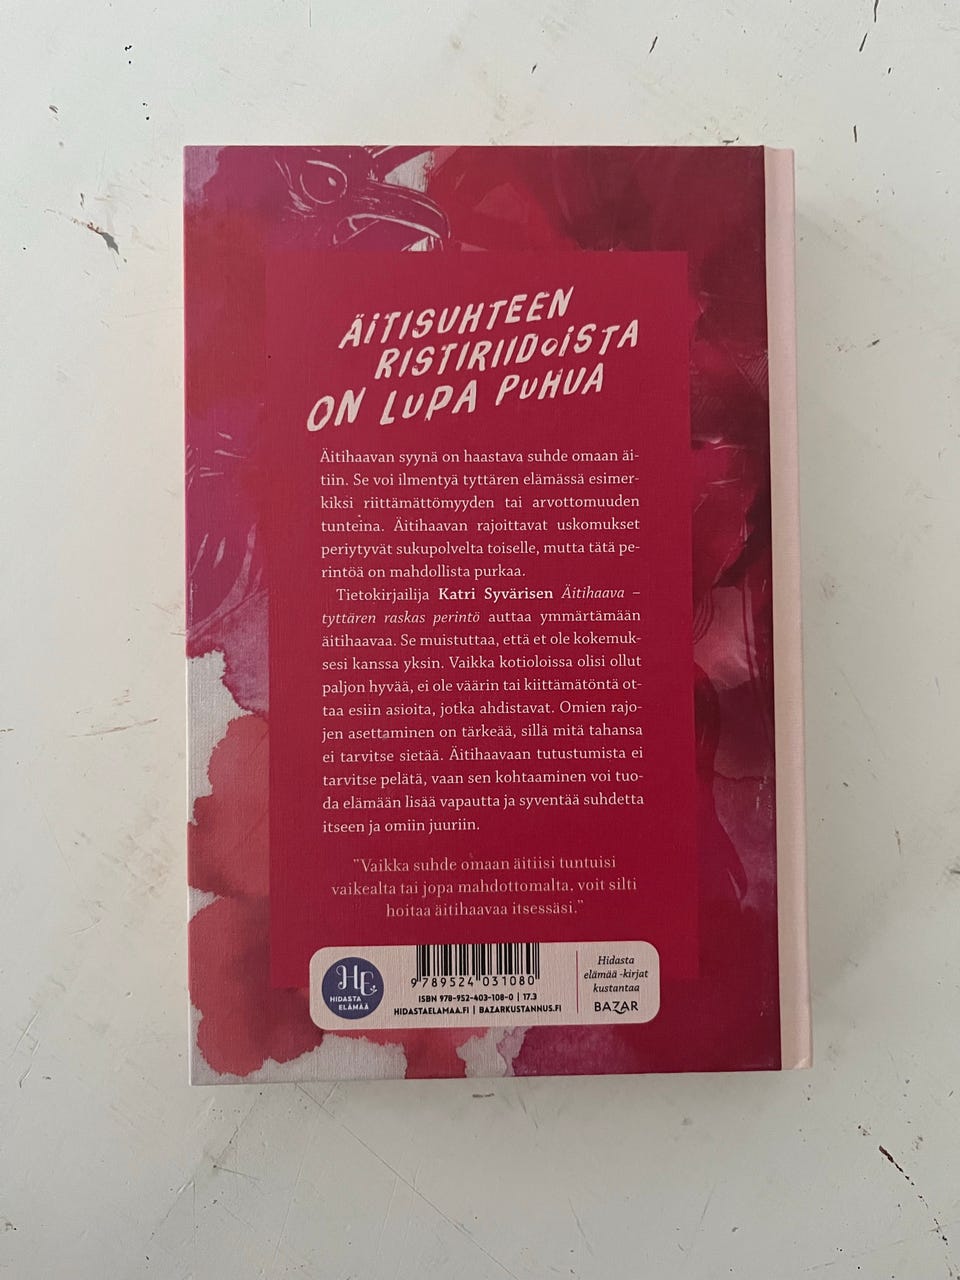 ÄITISUHTEEN
RISTIRIIDOISTA
ON LUPA PUHUA
Äitihaavan syynä on haastava suhde omaan äi-
tiin. Se voi ilmentyä tyttären elämässä esimer-
kiksi riittämättömyyden tai arvottomuuden
tunteina. Äitihaavan rajoittavat uskomukset
periytyvät sukupolvelta toiselle, mutta tätä pe-
rintöä on mahdollista purkaa.
Tietokirjailija Katri Syvärisen Äitihaava –
tyttären raskas perintö auttaa ymmärtämään
äitihaavaa. Se muistuttaa, että et ole kokemuk-
sesi kanssa yksin. Vaikka kotioloissa olisi ollut
paljon hyvää, ei ole väärin tai kiittämätöntä ot-
taa esiin asioita, jotka ahdistavat. Omien rajo-
jen asettaminen on tärkeää, sillä mitä tahansa
ei tarvitse sietää. Äitihaavaan tutustumista ei
tarvitse pelätä, vaan sen kohtaaminen voi tuo-
da elämään lisää vapautta ja syventää suhdetta
itseen ja omiin juuriin.
”Vaikka suhde omaan äitiisi tuntuisi
vaikealta tai jopa mahdottomalta, voit silti
hoitaa äitihaavaa itsessäsi.”
HE
HIDASTA
ELÄMÄÄ
9 789524 031080
ISBN 978-952-403-108-0 | 17.3
HIDASTAELAMAA.FI | BAZARKUSTANNUS.FI
Hidasta
elämää -kirjat
kustantaa
BAZAR